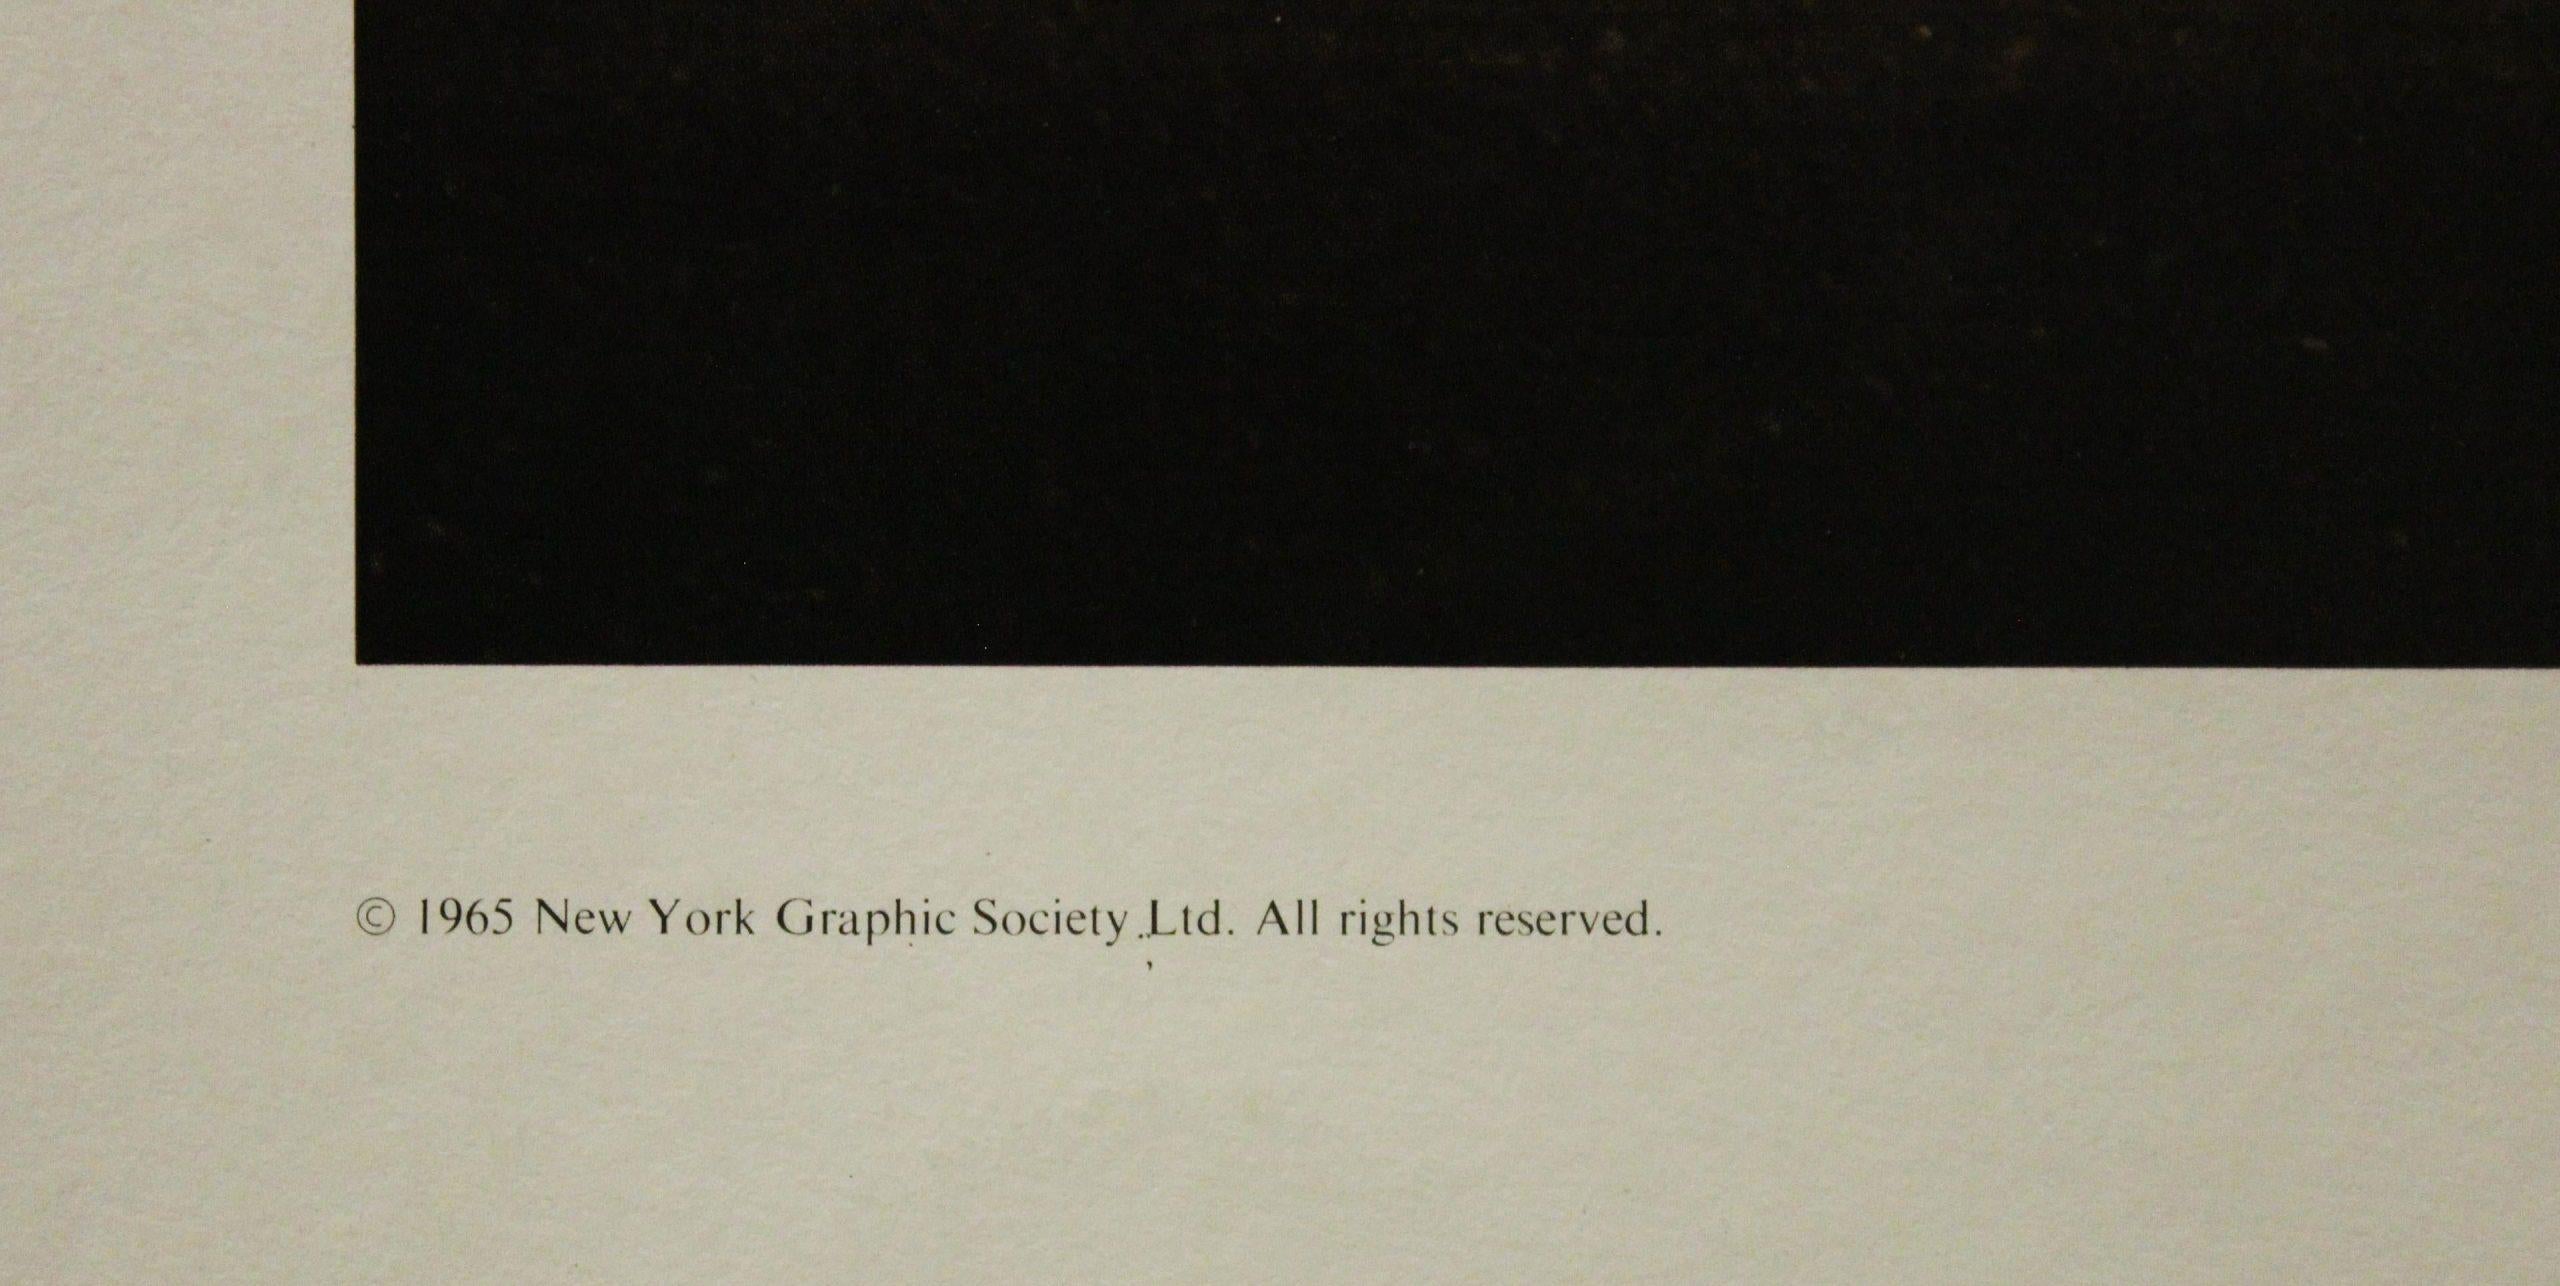 © 1965 New York Graphic Society Ltd. All rights reserved.